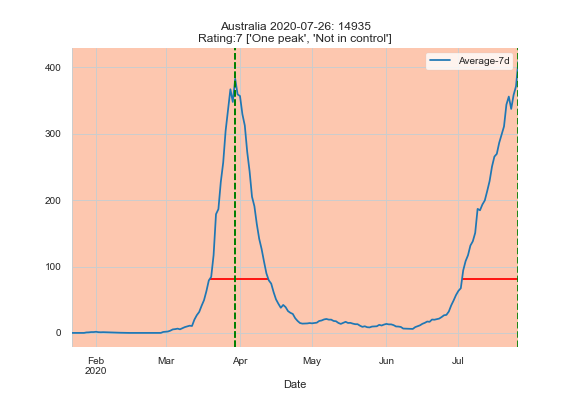 Australia 2020-07-26: 14935
Rating:7 ['One peak', 'Not in control']
Average-7d
400
300
200
100
0
Feb
2020
Mar
Apr
May
Jun
Jul
Date